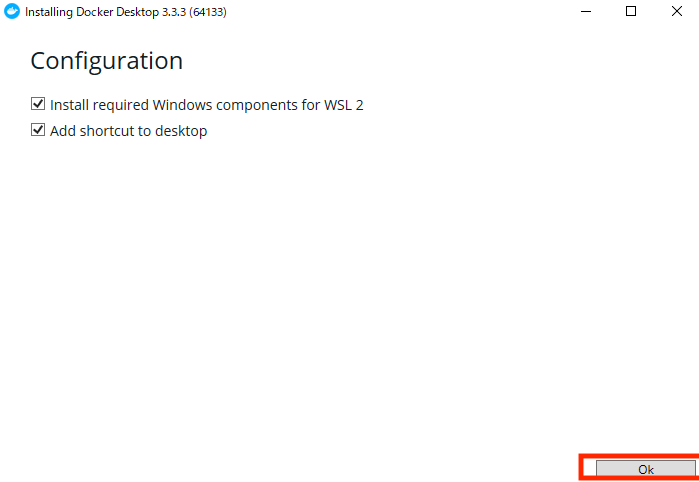 Installing Docker Desktop 3.3.3 (64133)
Configuration
Install required Windows components for WSL 2
Add shortcut to desktop
Ok